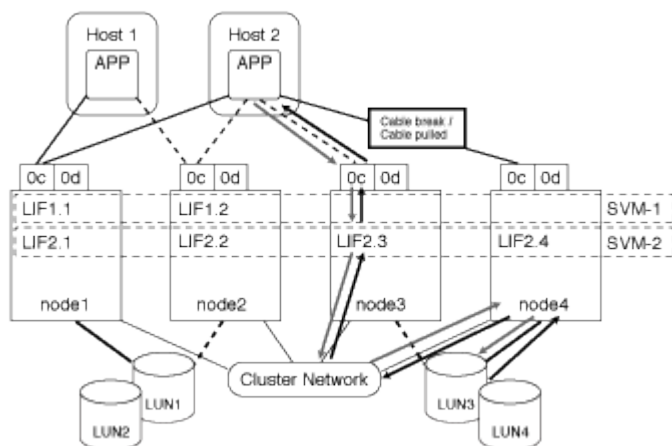 Host 1
Host 2
APP
APP
Cable break /
Cable pulled
0c 0d
0c 0d
0c 0d
0c 0d
LIF1.1
LIF1.2
SVM-1
LIF2.1
LIF2.2
LIF2.3
LIF2.4
SVM-2
node1
node2
node3
node4
Cluster Network
LUN1
LUN2
LUN3
LUN4